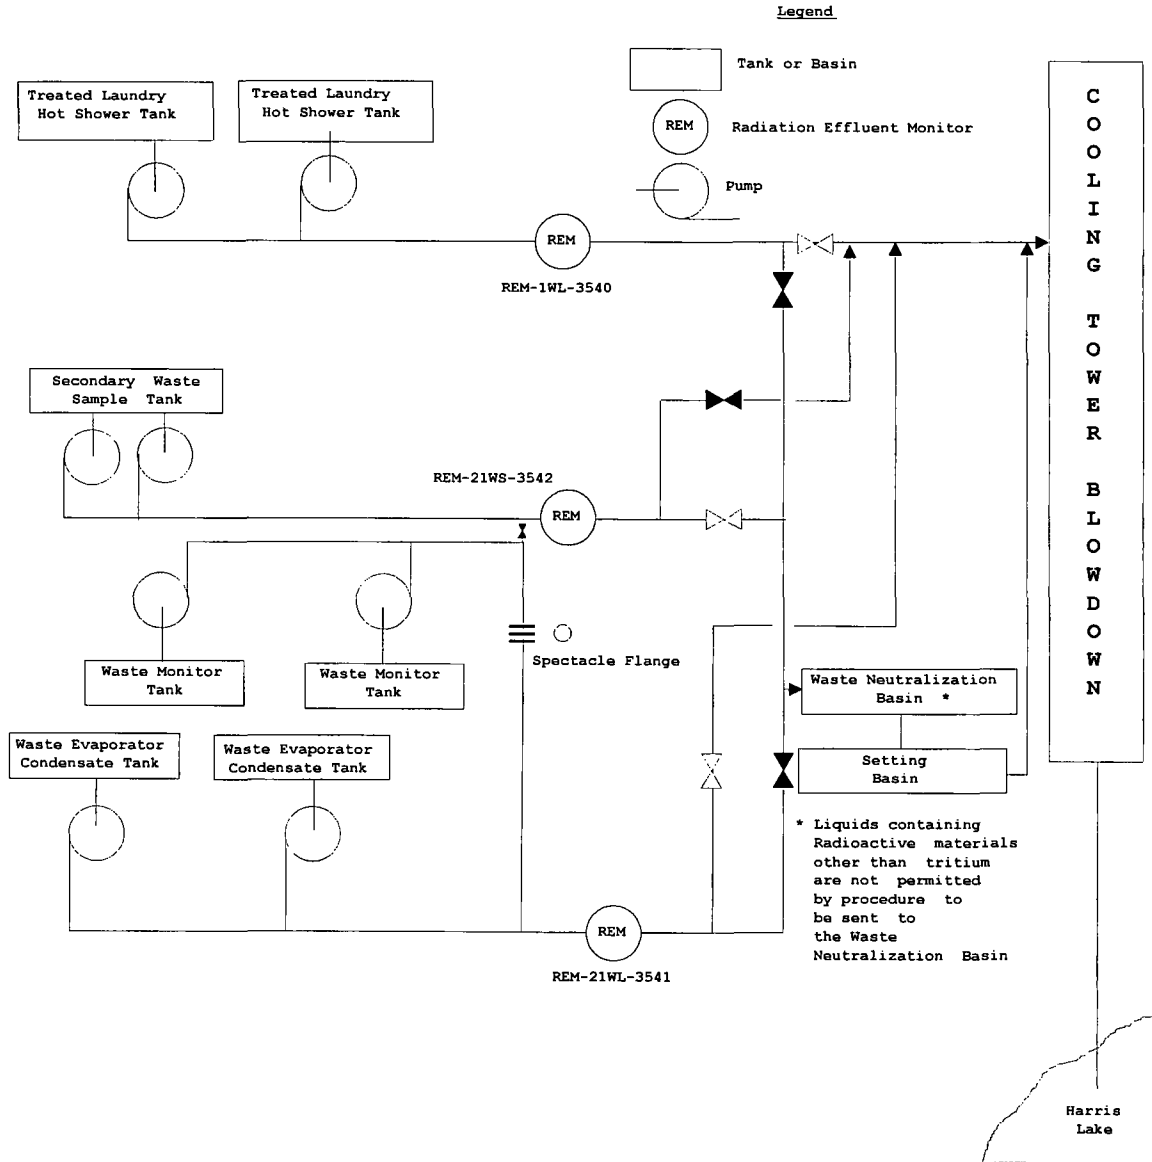 Legend
Tank or Basin
REM
Radiation Effluent Monitor
Pump
Treated Laundry
Hot Shower Tank
Treated Laundry
Hot Shower Tank
REM
REM-1WL-3540
COOLING TOWER BLOWDOWN
Secondary Waste
Sample Tank
REM-21WS-3542
REM
Spectacle Flange
Waste Monitor
Tank
Waste Monitor
Tank
Waste Neutralization
Basin *
Waste Evaporator
Condensate Tank
Waste Evaporator
Condensate Tank
Setting
Basin
* Liquids containing
Radioactive materials
other than tritium
are not permitted
by procedure to
be sent to
the Waste
Neutralization Basin
REM
REM-21WL-3541
Harris
Lake